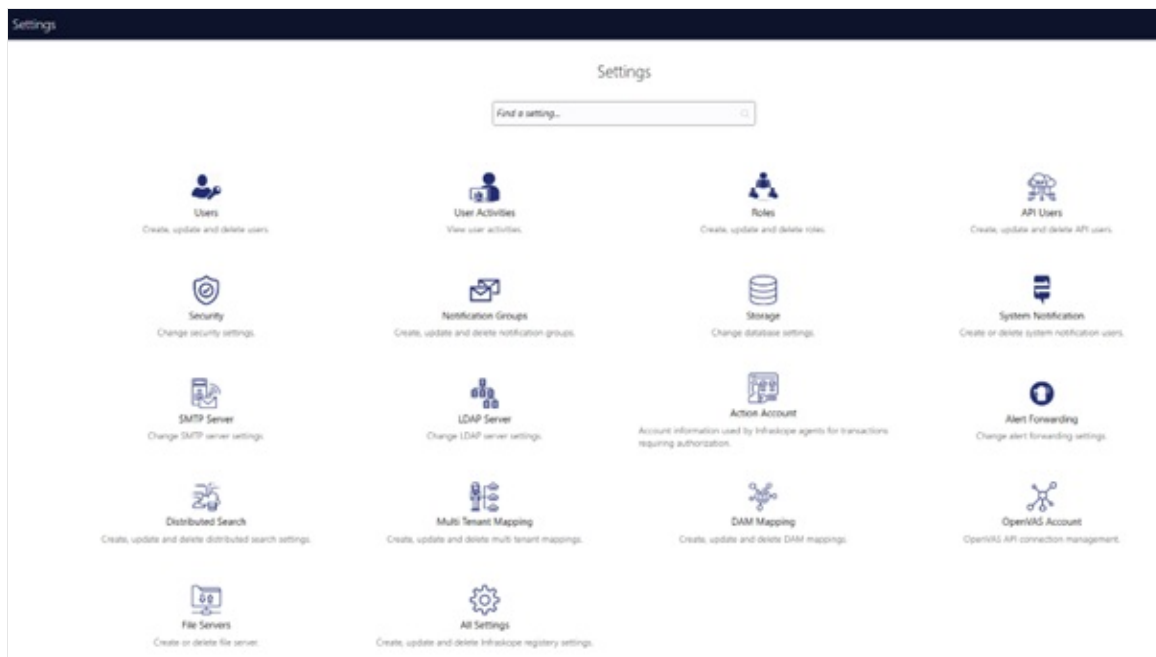 Settings
Settings
Find a setting...
Users
Create, update and delete users.
User Activities
View user activities.
Roles
Create, update and delete roles.
API Users
Create, update and delete API users.
Security
Change security settings.
Notification Groups
Create, update and delete notification groups.
Storage
Change database settings.
System Notification
Create or delete system notification users.
SMTP Server
Change SMTP server settings
LDAP Server
Change LDAP server settings.
Action Account
Account information used by Infraskope agents for transactions
requiring authorization.
Alert Forwarding
Change alert forwarding settings.
Distributed Search
Create, update and delete distributed search settings.
Multi Tenant Mapping
Create, update and delete multi tenant mappings.
DAM Mapping
Create, update and delete DAM mappings.
OpenVAS Account
OpenVAS API connection management.
File Servers
Create or delete file server.
All Settings
Create, update and delete Infraskope registery settings.